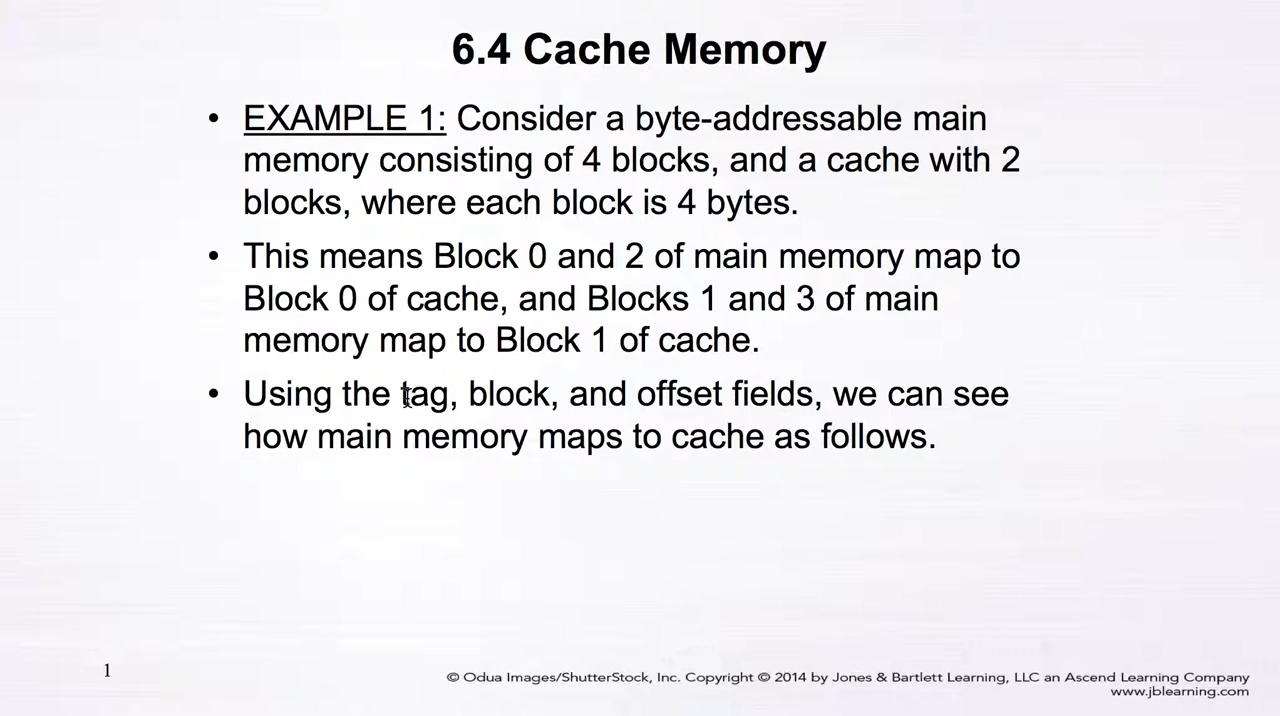 6.4 Cache Memory
• EXAMPLE 1: Consider a byte-addressable main
memory consisting of 4 blocks, and a cache with 2
blocks, where each block is 4 bytes.
• This means Block 0 and 2 of main memory map to
Block 0 of cache, and Blocks 1 and 3 of main
memory map to Block 1 of cache.
• Using the tag, block, and offset fields, we can see
how main memory maps to cache as follows.
1
© Odua Images/ShutterStock, Inc. Copyright © 2014 by Jones & Bartlett Learning, LLC an Ascend Learning Company
www.jblearning.com